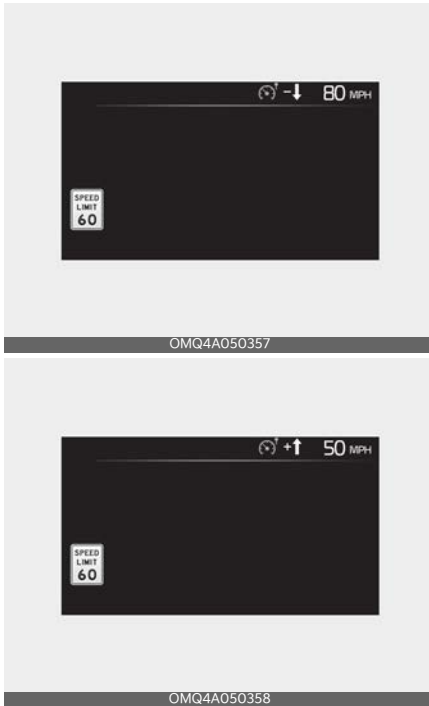 -⬇ 80 MPH
SPEED
LIMIT
60
OMQ4A050357
+⬆ 50 MPH
SPEED
LIMIT
60
OMQ4A050358